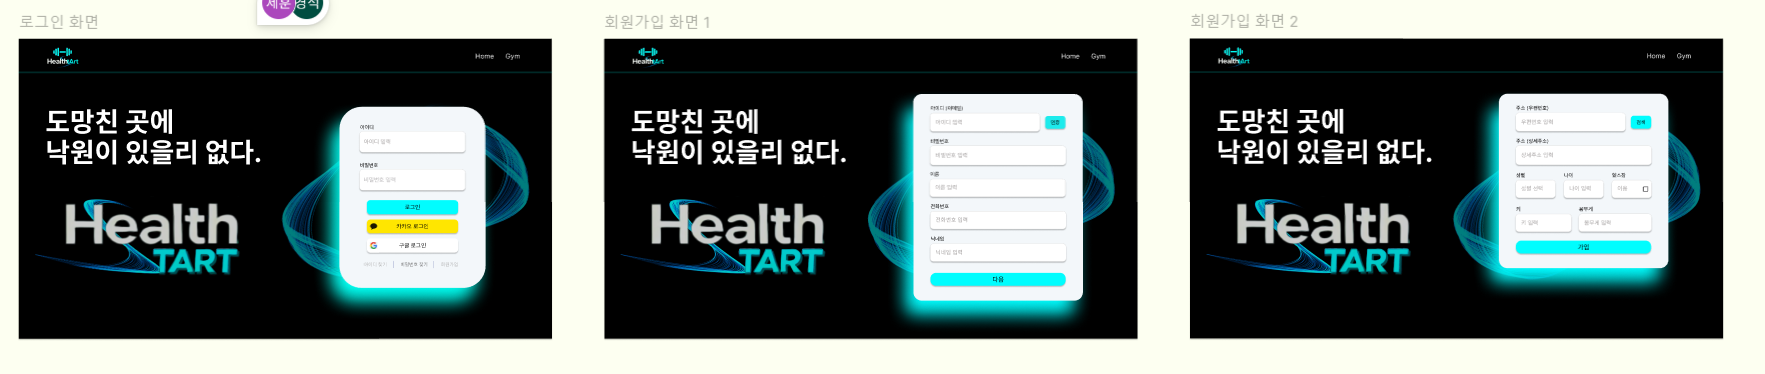 세훈 경식
로그인 화면
HealthTArt
Home Gym
도망친 곳에
낙원이 있을리 없다.
Health
TART
아이디
아이디 입력
비밀번호
비밀번호 입력
로그인
카카오 로그인
구글 로그인
아이디 찾기 | 비밀번호 찾기 | 회원가입
회원가입 화면 1
HealthTArt
Home Gym
도망친 곳에
낙원이 있을리 없다.
Health
TART
아이디 (이메일)
아이디 입력 인증
비밀번호
비밀번호 입력
이름
이름 입력
전화번호
전화번호 입력
닉네임
닉네임 입력
다음
회원가입 화면 2
HealthTArt
Home Gym
도망친 곳에
낙원이 있을리 없다.
Health
TART
주소 (우편번호)
우편번호 입력 검색
주소 (상세주소)
상세주소 입력
성별 나이
성별 선택 나이 입력
키 몸무게
키 입력 몸무게 입력
가입